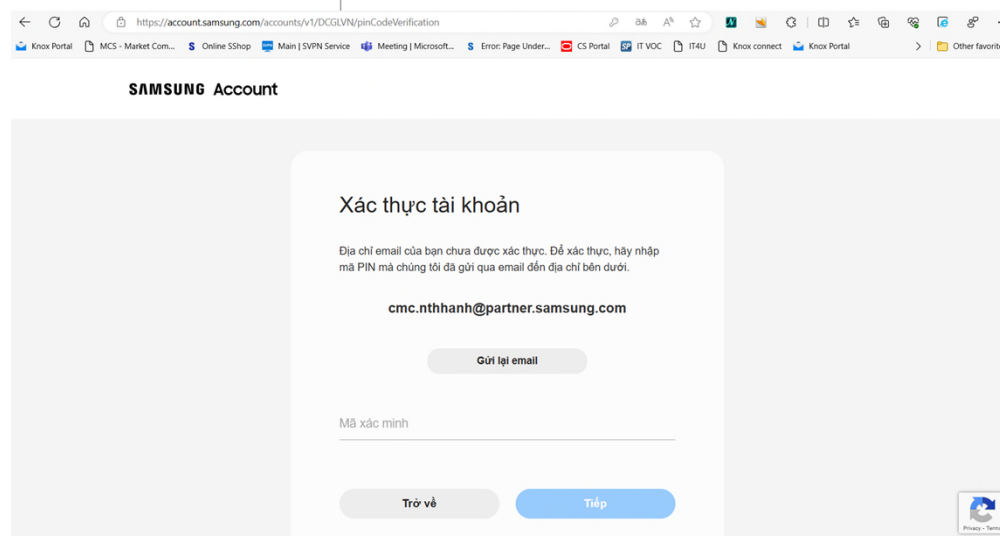 https://account.samsung.com/accounts/v1/DCGLVN/pinCodeVerification
Knox Portal
MCS - Market Com...
Online SShop
Main | SVPN Service
Meeting | Microsoft...
Error: Page Under...
CS Portal
IT VOC
IT4U
Knox connect
Knox Portal
Other favorit
SAMSUNG Account
Xác thực tài khoản
Địa chỉ email của bạn chưa được xác thực. Để xác thực, hãy nhập
mã PIN mà chúng tôi đã gửi qua email đến địa chỉ bên dưới.
cmc.nthhanh@partner.samsung.com
Gửi lại email
Mã xác minh
Trở về
Tiếp
Privacy - Term